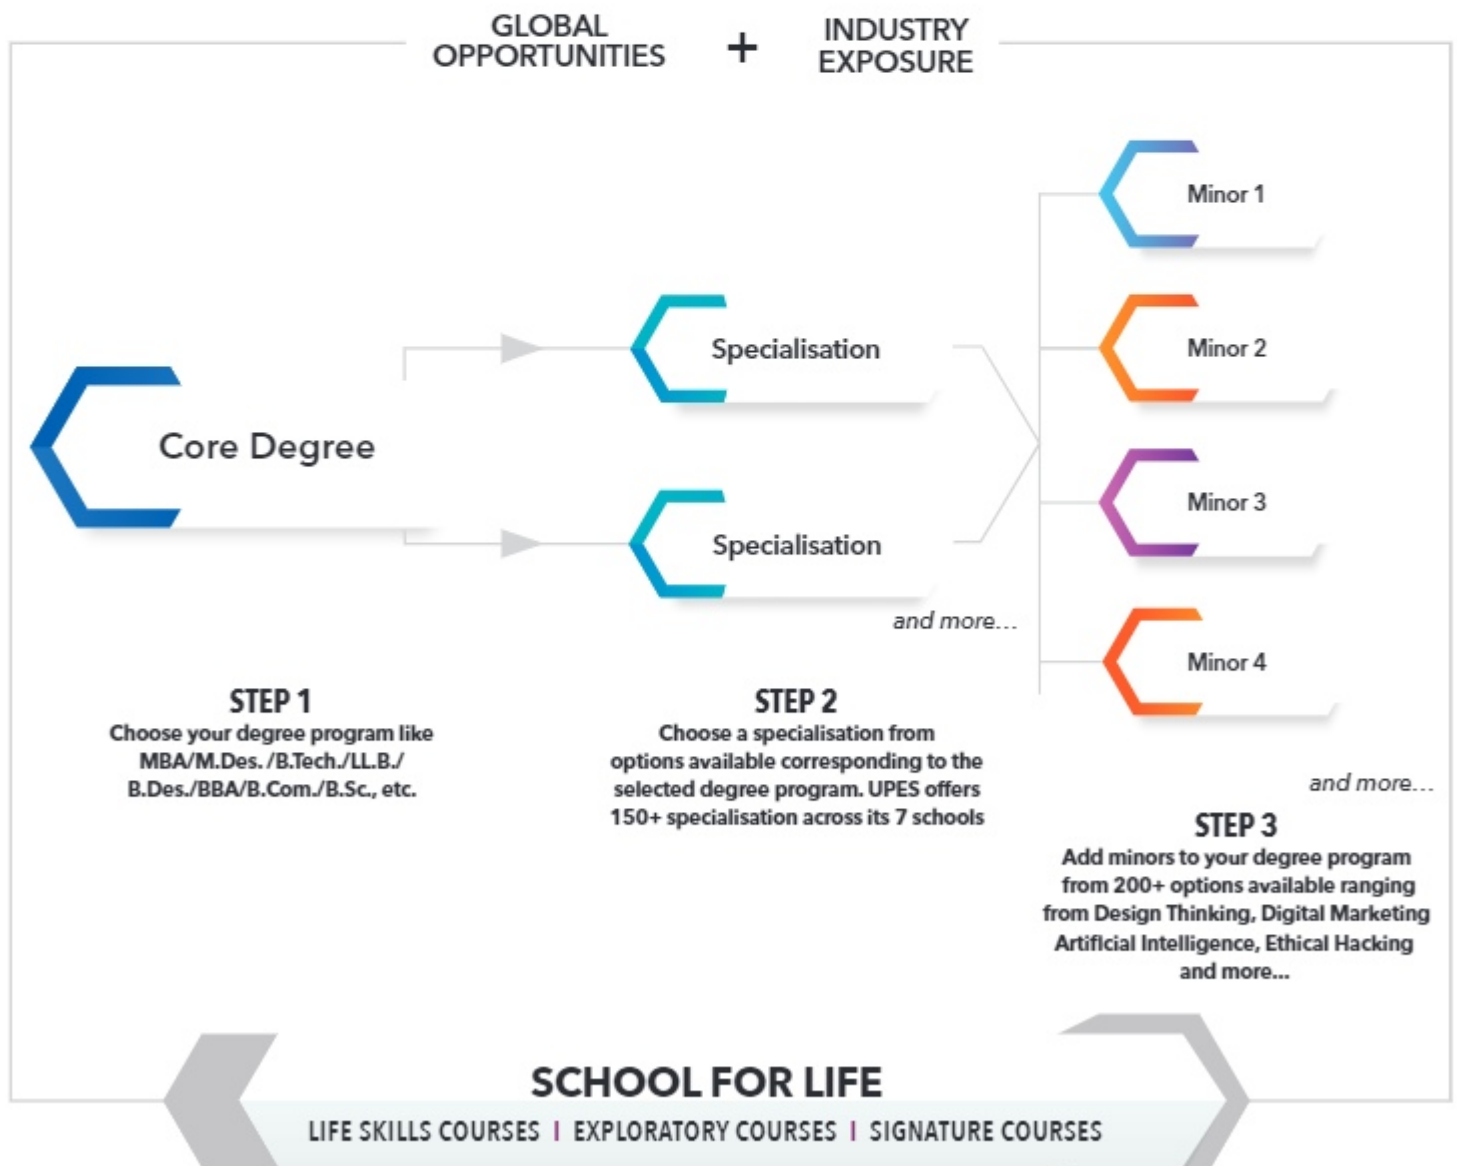 GLOBAL
OPPORTUNITIES
+
INDUSTRY
EXPOSURE
Core Degree
Specialisation
Specialisation
and more...
Minor 1
Minor 2
Minor 3
Minor 4
and more...
STEP 1
Choose your degree program like
MBA/M.Des. /B.Tech./LL.B./
B.Des./BBA/B.Com./B.Sc., etc.
STEP 2
Choose a specialisation from
options available corresponding to the
selected degree program. UPES offers
150+ specialisation across its 7 schools
STEP 3
Add minors to your degree program
from 200+ options available ranging
from Design Thinking, Digital Marketing
Artificial Intelligence, Ethical Hacking
and more...
SCHOOL FOR LIFE
LIFE SKILLS COURSES | EXPLORATORY COURSES | SIGNATURE COURSES